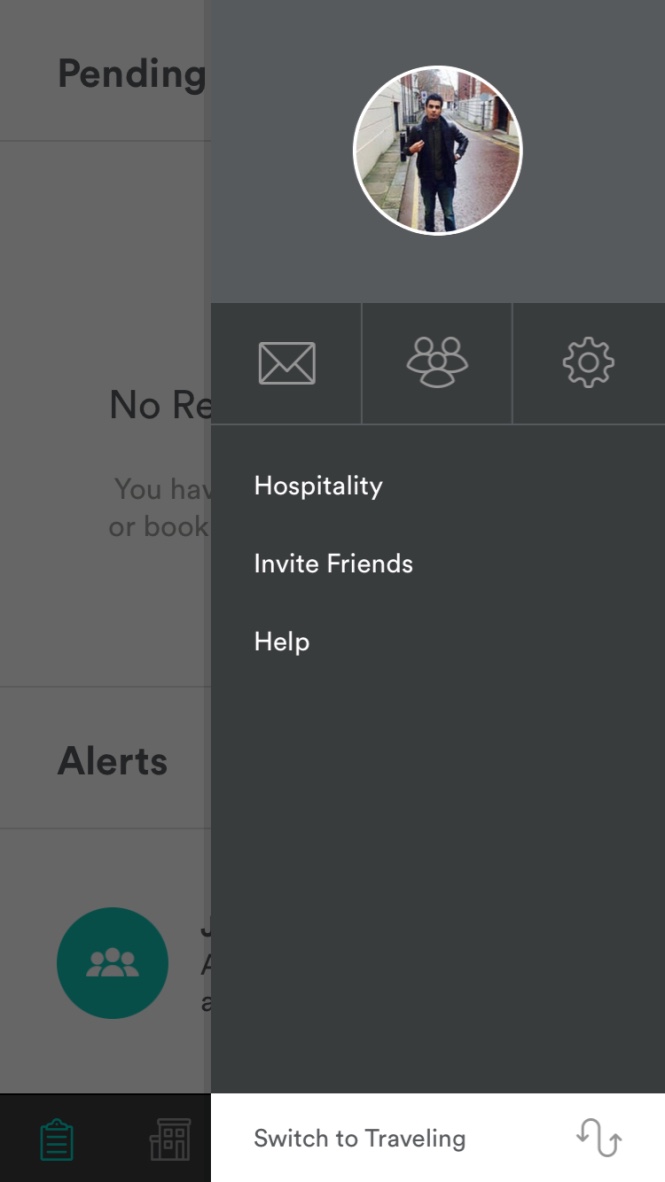 Pending
No Re
You hav
or book
Hospitality
Invite Friends
Help
Alerts
J
A
a
Switch to Traveling